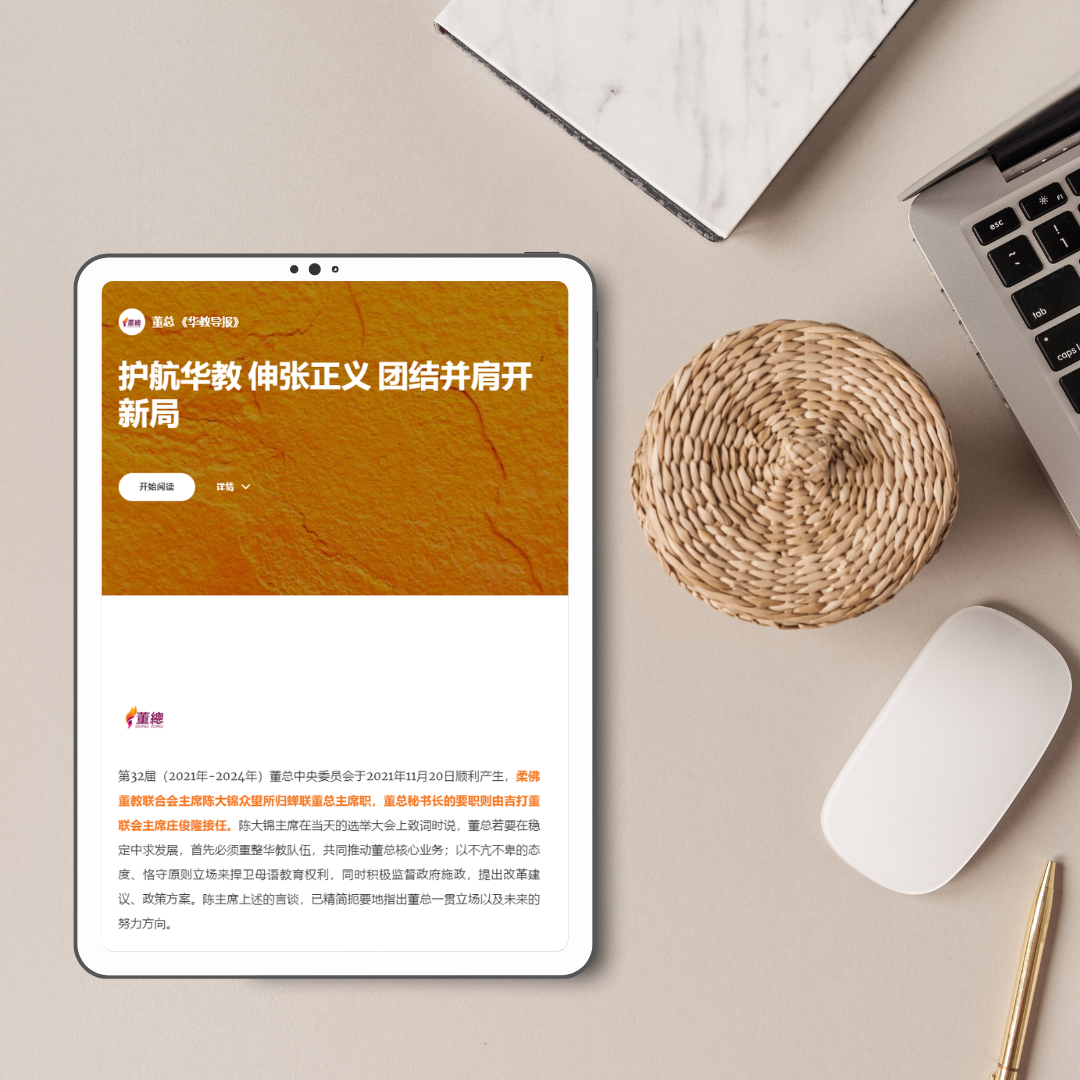 董總
董总《华教导报》
护航华教 伸张正义 团结并肩开
新局
开始阅读
详情
董總
DONG ZONG
第32届（2021年-2024年）董总中央委员会于2021年11月20日顺利产生，柔佛
董教联合会主席陈大锦众望所归蝉联董总主席职，董总秘书长的要职则由吉打董
联会主席庄俊隆接任。陈大锦主席在当天的选举大会上致词时说，董总若要在稳
定中求发展，首先必须重整华教队伍，共同推动董总核心业务；以不亢不卑的态
度、恪守原则立场来捍卫母语教育权利，同时积极监督政府施政，提出改革建
议、政策方案。陈主席上述的言谈，已精简扼要地指出董总一贯立场以及未来的
努力方向。
esc
F1
~
!
1
tab
caps l